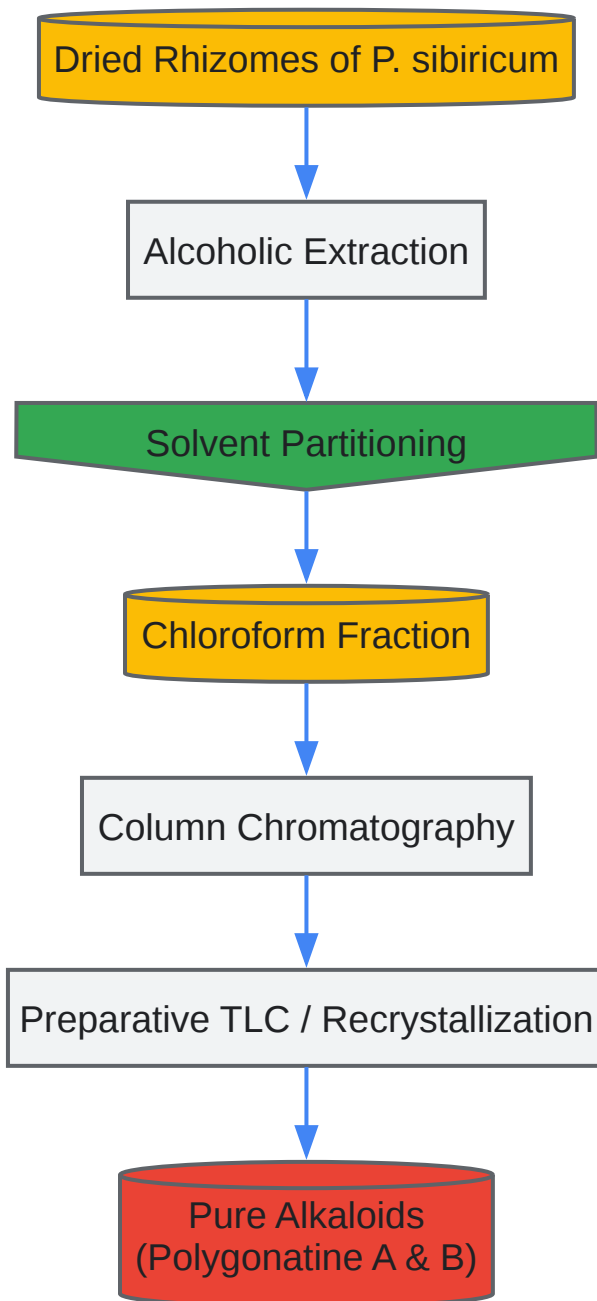 Dried Rhizomes of P. sibiricum
Alcoholic Extraction
Solvent Partitioning
Chloroform Fraction
Column Chromatography
Preparative TLC / Recrystallization
Pure Alkaloids
(Polygonatine A & B)